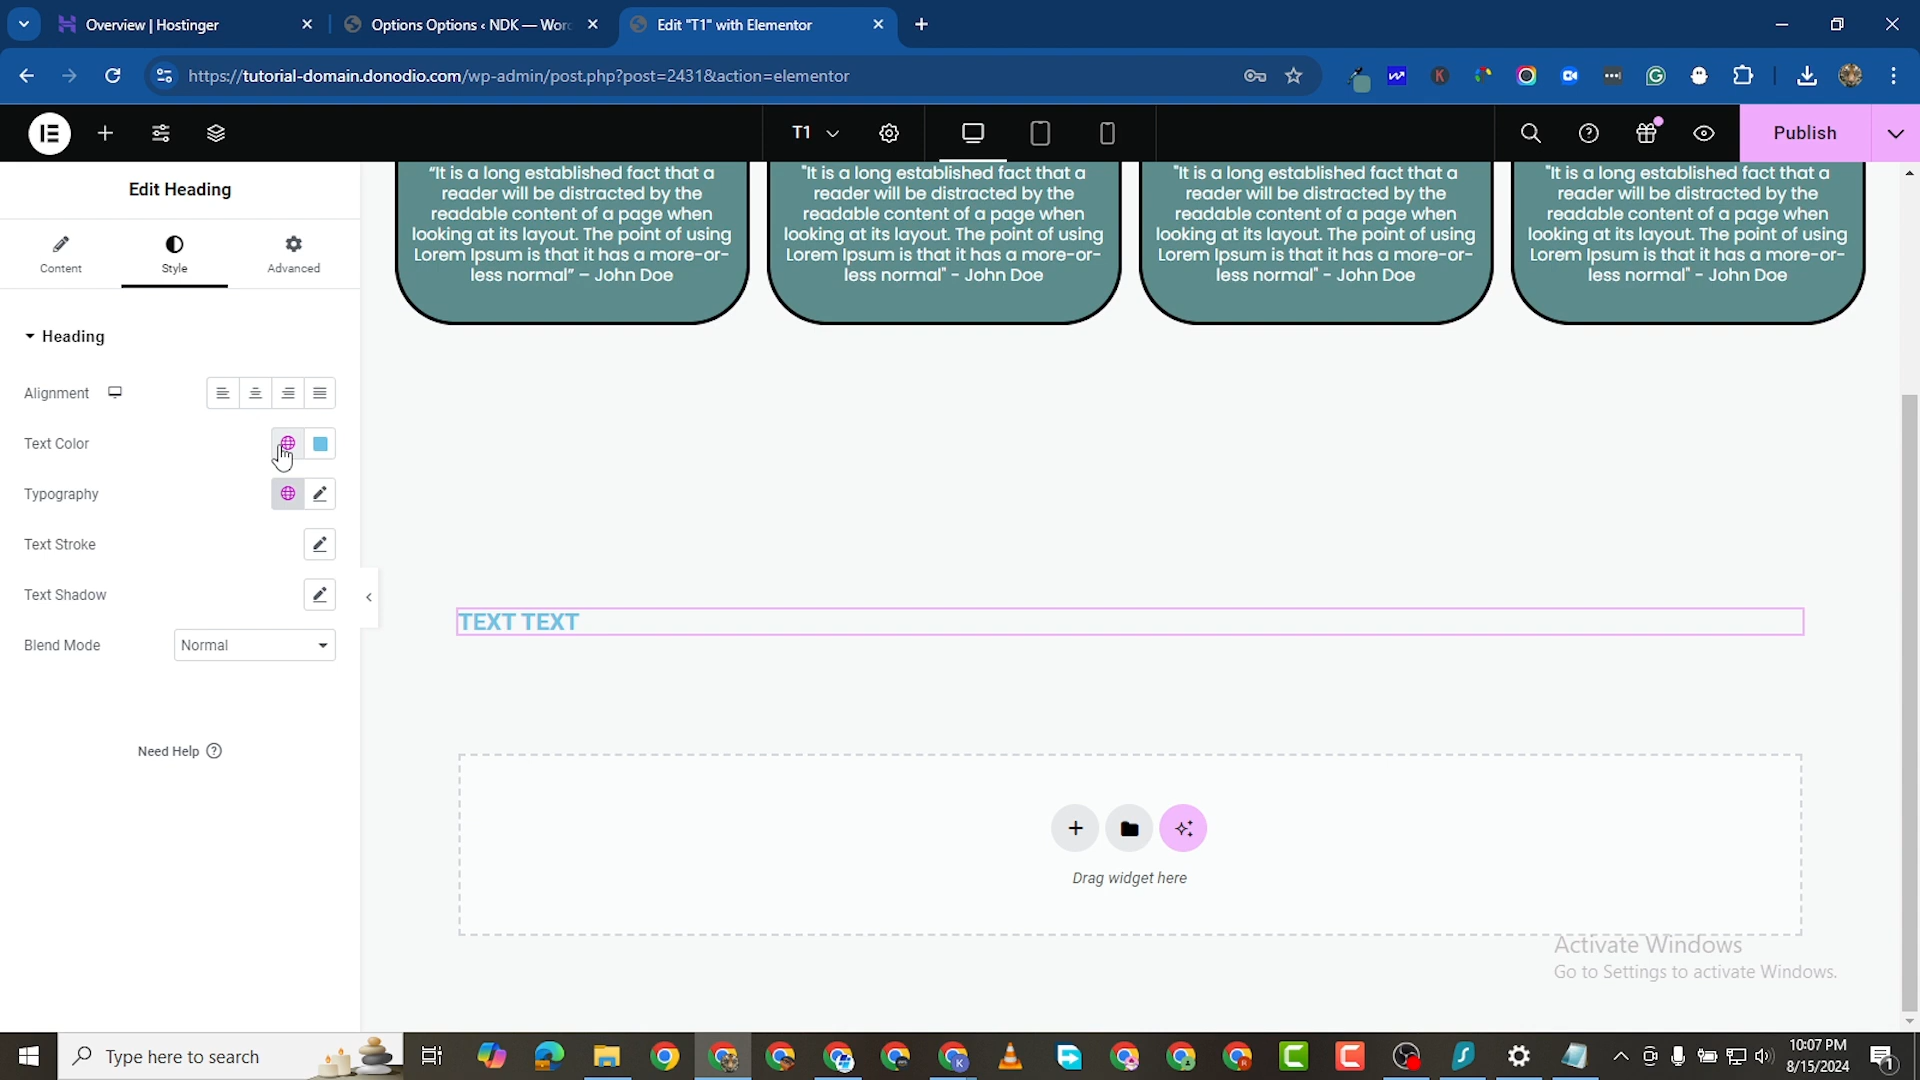 Overview | Hostinger
Options Options ‹ NDK — Word
Edit "T1" with Elementor
https://tutorial-domain.donodio.com/wp-admin/post.php?post=2431&action=elementor
T1
Publish
Edit Heading
Content
Style
Advanced
Heading
Alignment
Text Color
Typography
Text Stroke
Text Shadow
Blend Mode
Normal
Need Help
“It is a long established fact that a
reader will be distracted by the
readable content of a page when
looking at its layout. The point of using
Lorem Ipsum is that it has a more-or-
less normal” – John Doe
"It is a long established fact that a
reader will be distracted by the
readable content of a page when
looking at its layout. The point of using
Lorem Ipsum is that it has a more-or-
less normal" - John Doe
"It is a long established fact that a
reader will be distracted by the
readable content of a page when
looking at its layout. The point of using
Lorem Ipsum is that it has a more-or-
less normal" - John Doe
"It is a long established fact that a
reader will be distracted by the
readable content of a page when
looking at its layout. The point of using
Lorem Ipsum is that it has a more-or-
less normal" - John Doe
TEXT TEXT
Drag widget here
Activate Windows
Go to Settings to activate Windows.
Type here to search
10:07 PM
8/15/2024
1